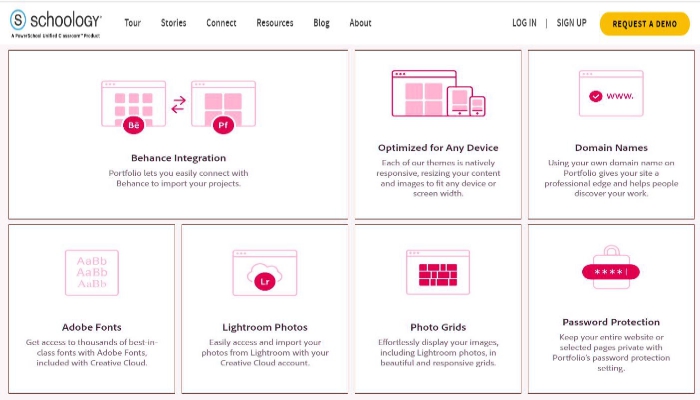 S schoology®
A PowerSchool Unified Classroom™ Product
Tour Stories Connect Resources Blog About
LOG IN | SIGN UP REQUEST A DEMO
Bē
Pf
www.
Behance Integration
Portfolio lets you easily connect with
Behance to import your projects.
Optimized for Any Device
Each of our themes is natively
responsive, resizing your content
and images to fit any device or
screen width.
Domain Names
Using your own domain name on
Portfolio gives your site a
professional edge and helps people
discover your work.
AaBb
AaBb
AaBb
Lr
****|
Adobe Fonts
Get access to thousands of best-in-
class fonts with Adobe Fonts,
included with Creative Cloud.
Lightroom Photos
Easily access and import your
photos from Lightroom with your
Creative Cloud account.
Photo Grids
Effortlessly display your images,
including Lightroom photos, in
beautiful and responsive grids.
Password Protection
Keep your entire website or
selected pages private with
Portfolio's password protection
setting.